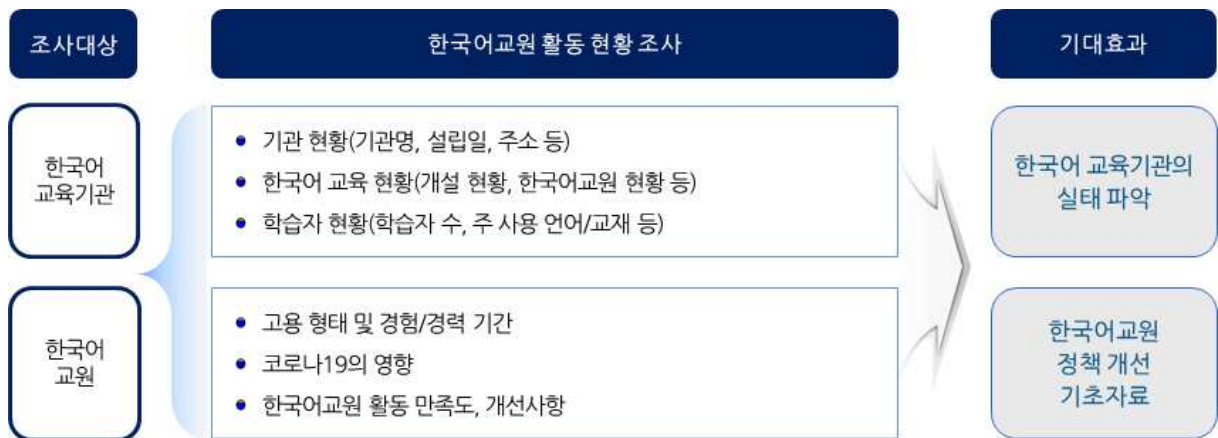 조사대상
한국어교원 활동 현황 조사
기대효과
한국어
교육기관
• 기관 현황(기관명, 설립일, 주소 등)
• 한국어 교육 현황(개설 현황, 한국어교원 현황 등)
• 학습자 현황(학습자 수, 주 사용 언어/교재 등)
한국어 교육기관의
실태 파악
한국어
교원
• 고용 형태 및 경험/경력 기간
• 코로나19의 영향
• 한국어교원 활동 만족도, 개선사항
한국어교원
정책 개선
기초자료